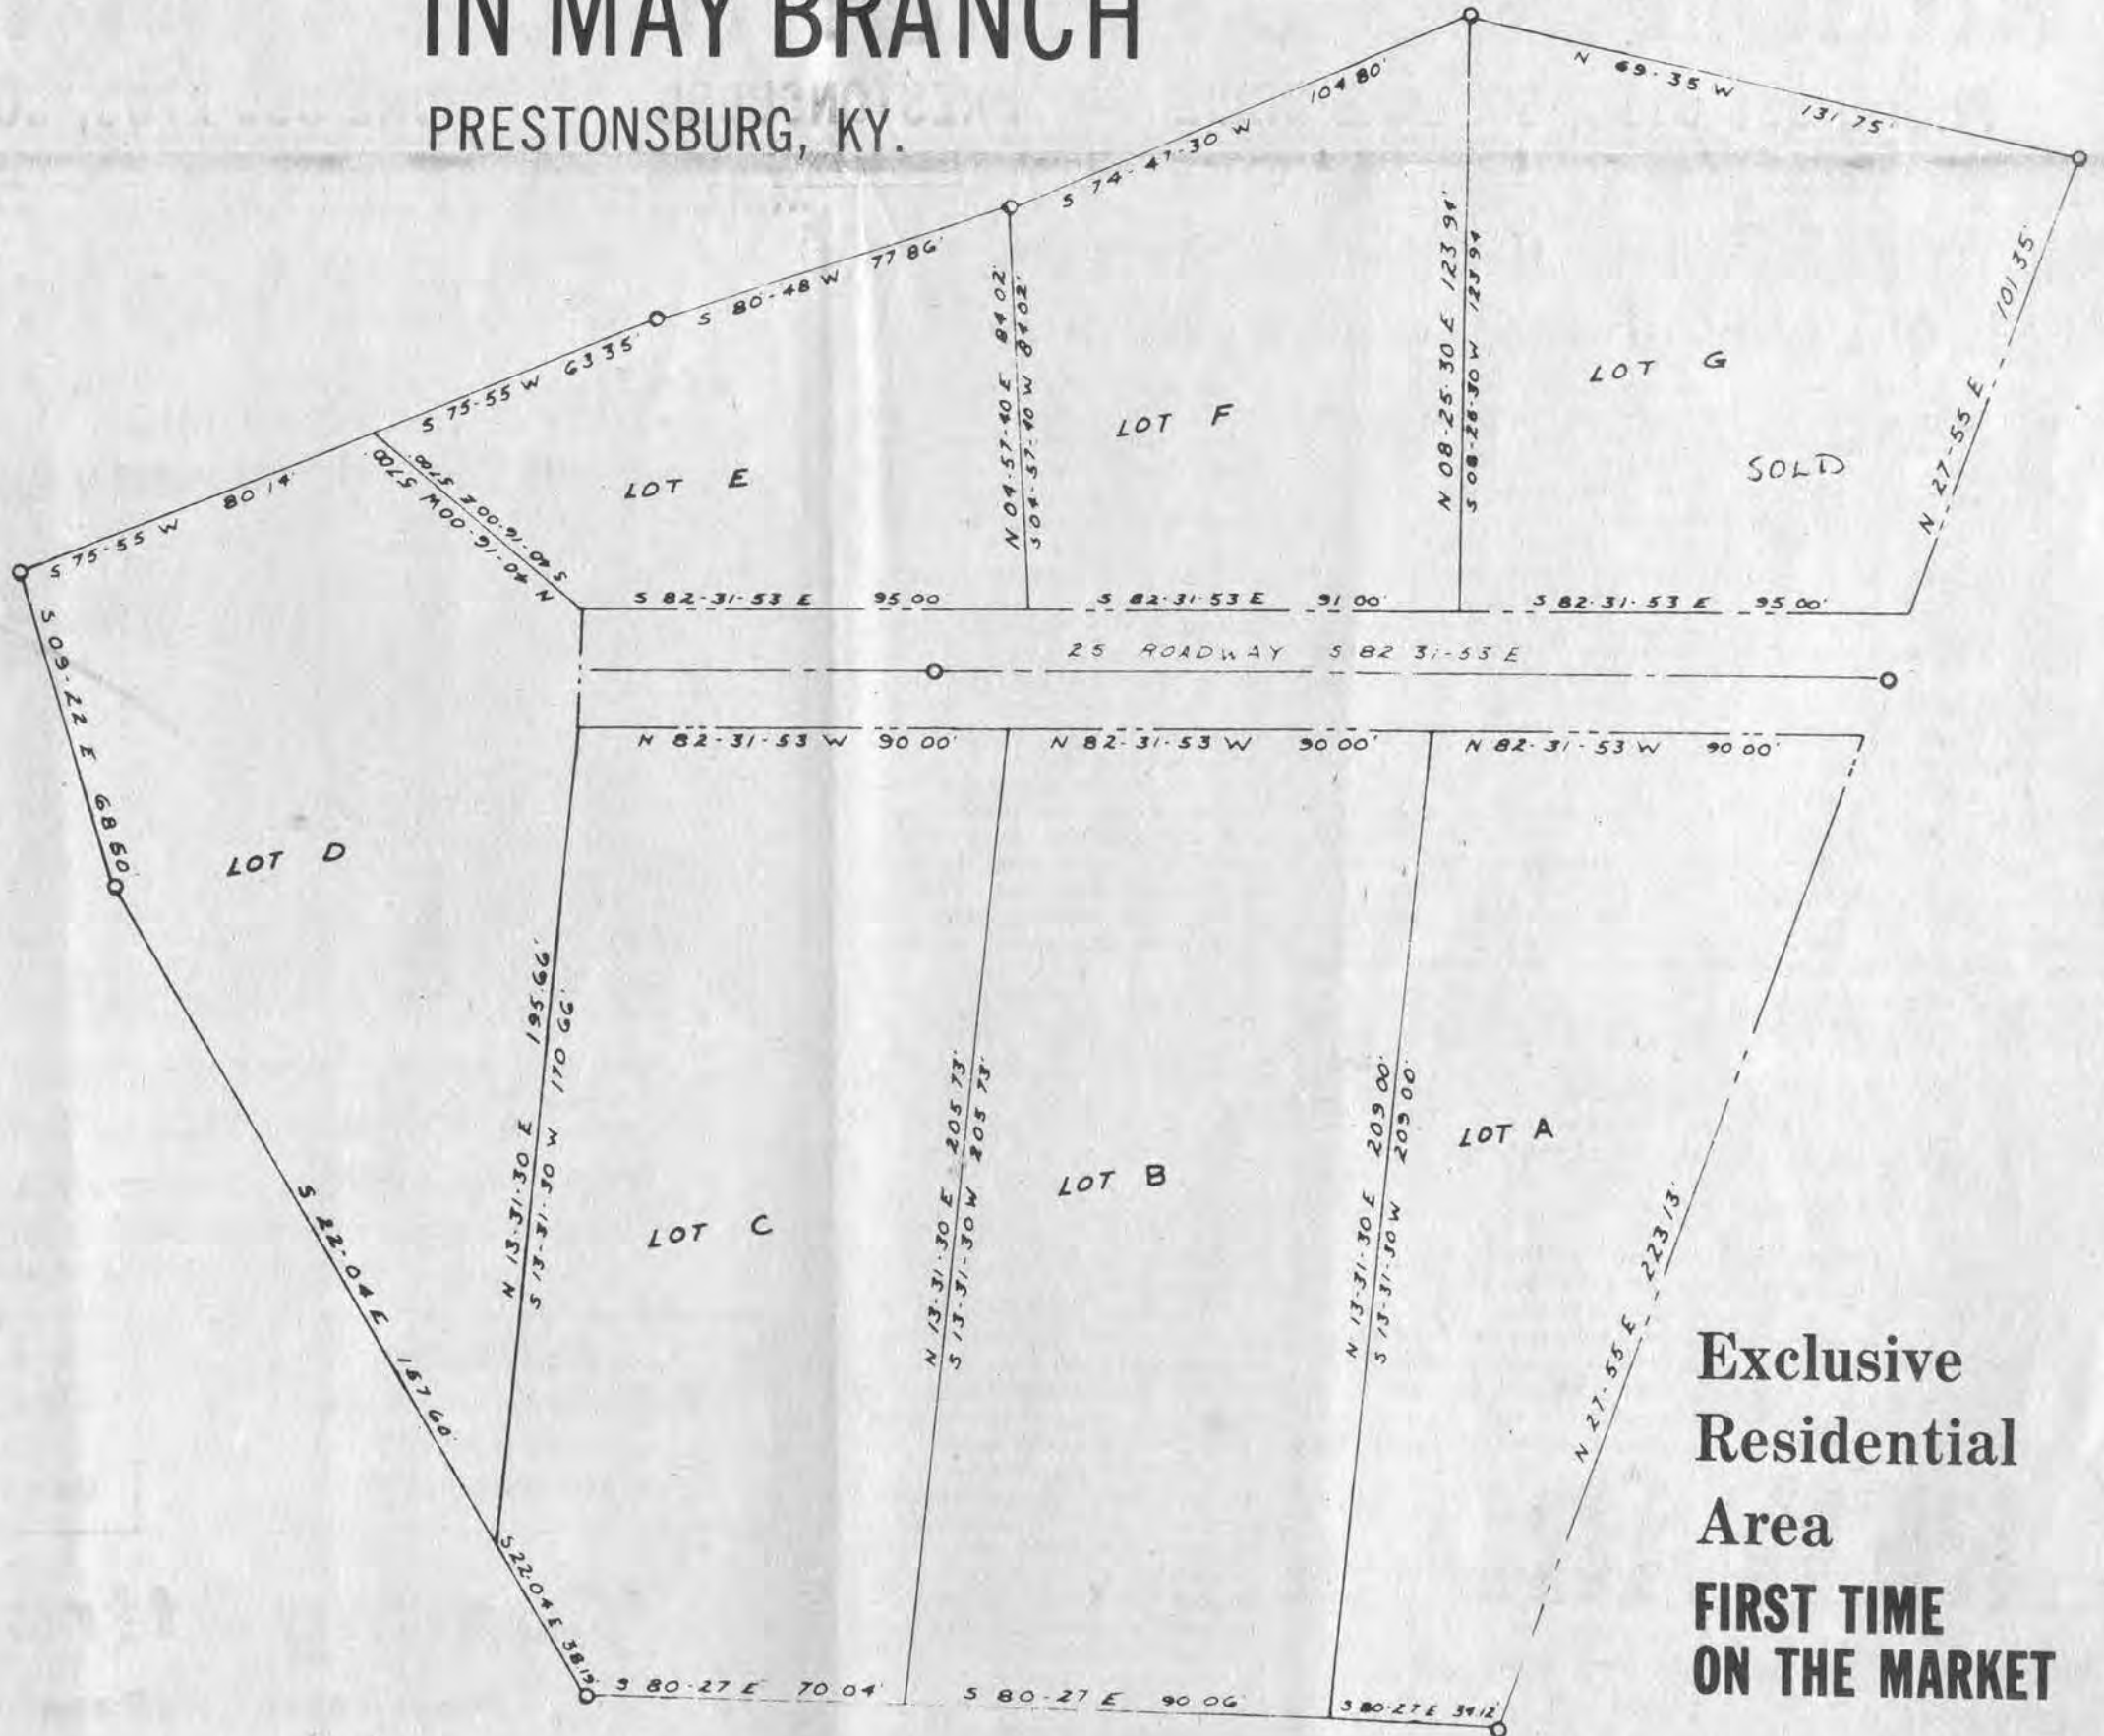 IN MAY BRANCH
PRESTONSBURG, KY.
S 74-47-30 W 104 80'
N 69-35 W 131 75'
S 80-48 W 77 86'
S 75-55 W 63 35'
S 75-55 W 80 14'
N 27-55 E 101 35'
N 04-57-40 E 84 02'
S 04-57-40 W 84 02'
N 08-25-30 E 123 94'
S 08-26-30 W 123 94
LOT G
SOLD
LOT F
LOT E
S 40-16-00 E 57 00'
N 40-16-00 W 57 00'
S 82-31-53 E 95 00
S 82-31-53 E 91 00'
S 82-31-53 E 95 00'
25 ROADWAY S 82 31-53 E
N 82-31-53 W 90 00'
N 82-31-53 W 90 00'
N 82-31-53 W 90 00'
S 09-22 E 68 50'
LOT D
N 13-31-30 E 195.66'
S 13-31-30 W 170 66'
N 13-31-30 E 205 73'
S 13-31-30 W 205 73'
N 13-31-30 E 209 00'
S 13-31-30 W 209 00'
LOT A
LOT B
LOT C
S 22-04 E 167 60'
N 27-55 E 223 13'
S 22-04 E 38.19'
S 80-27 E 70 04'
S 80-27 E 90 06'
S 80-27 E 34 12'
Exclusive
Residential
Area
FIRST TIME
ON THE MARKET